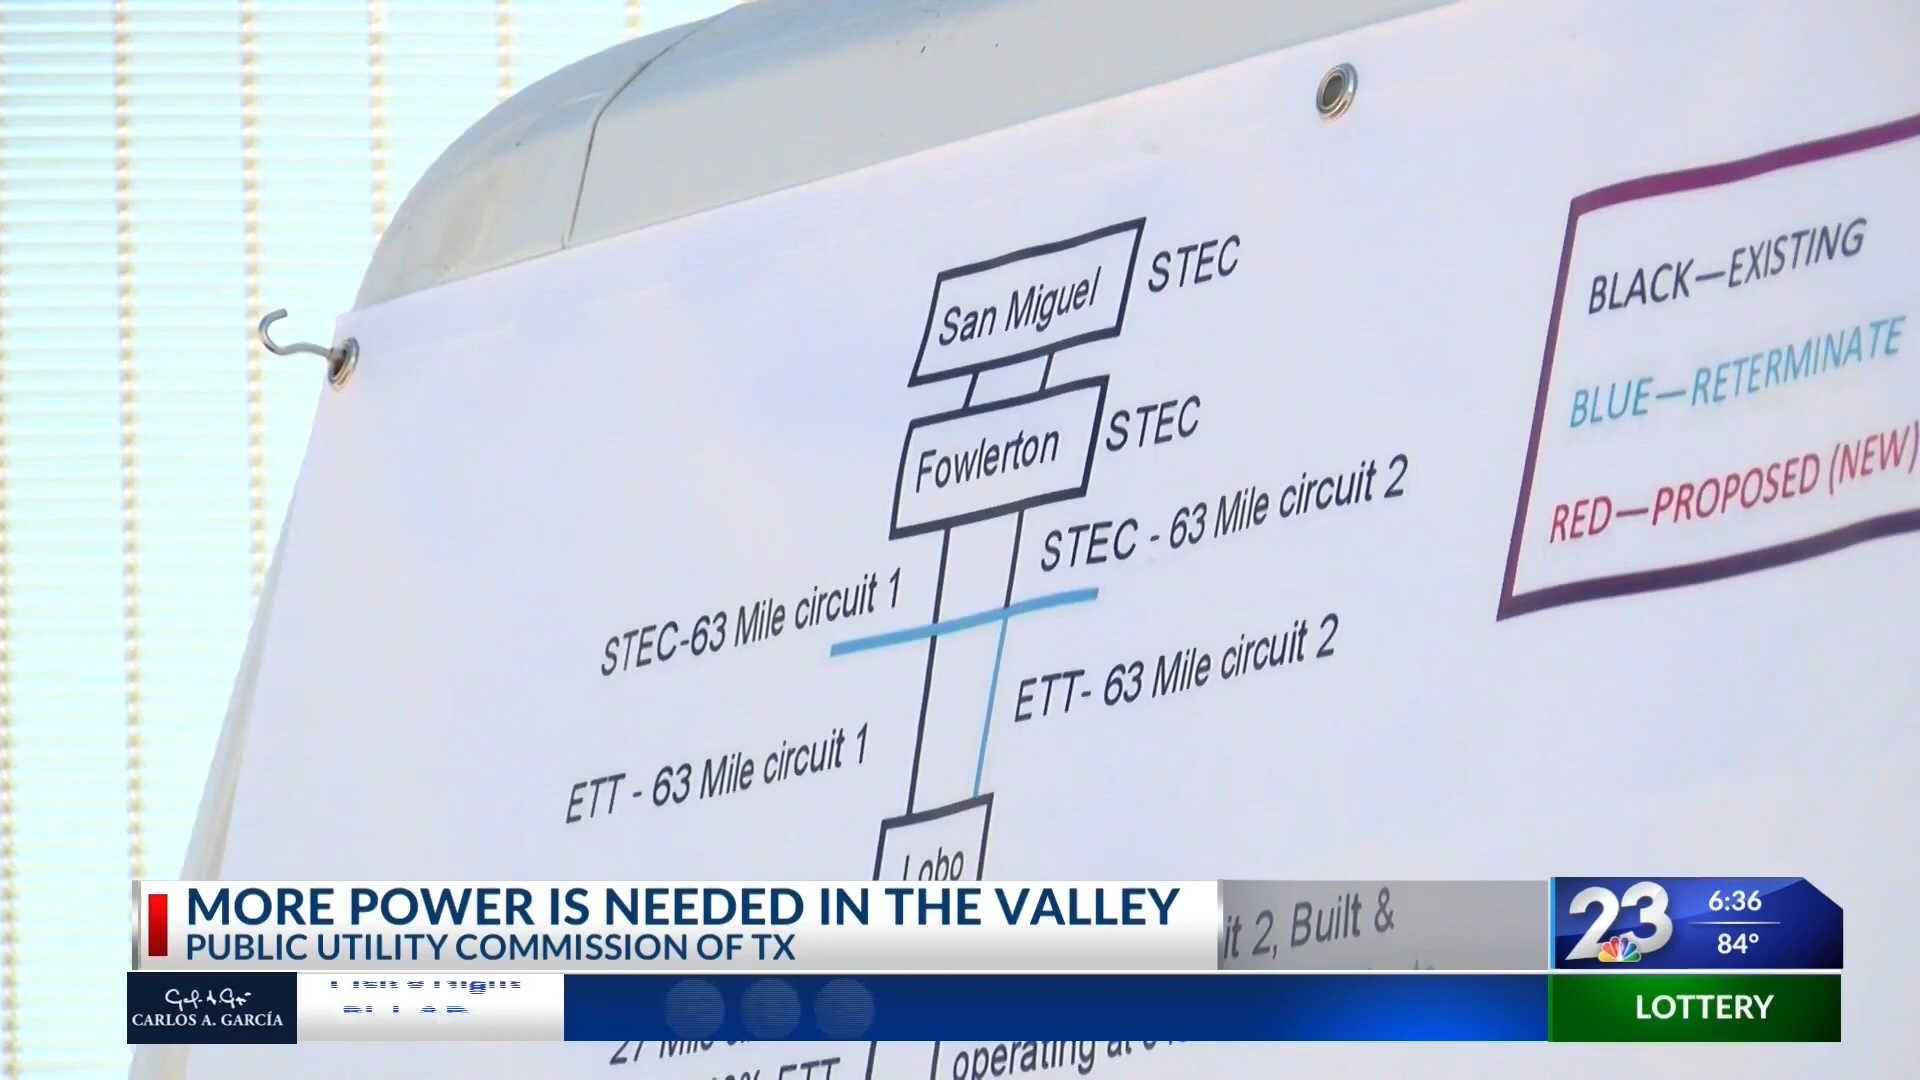 San Miguel
STEC
Fowlerton
STEC
STEC - 63 Mile circuit 2
STEC-63 Mile circuit 1
ETT- 63 Mile circuit 2
ETT - 63 Mile circuit 1
Lobo
BLACK—EXISTING
BLUE—RETERMINATE
RED—PROPOSED (NEW)
MORE POWER IS NEEDED IN THE VALLEY
PUBLIC UTILITY COMMISSION OF TX
it 2, Built &
23
6:36
84°
CARLOS A. GARCÍA
LOTTERY
27 Mile
ETT
operating at